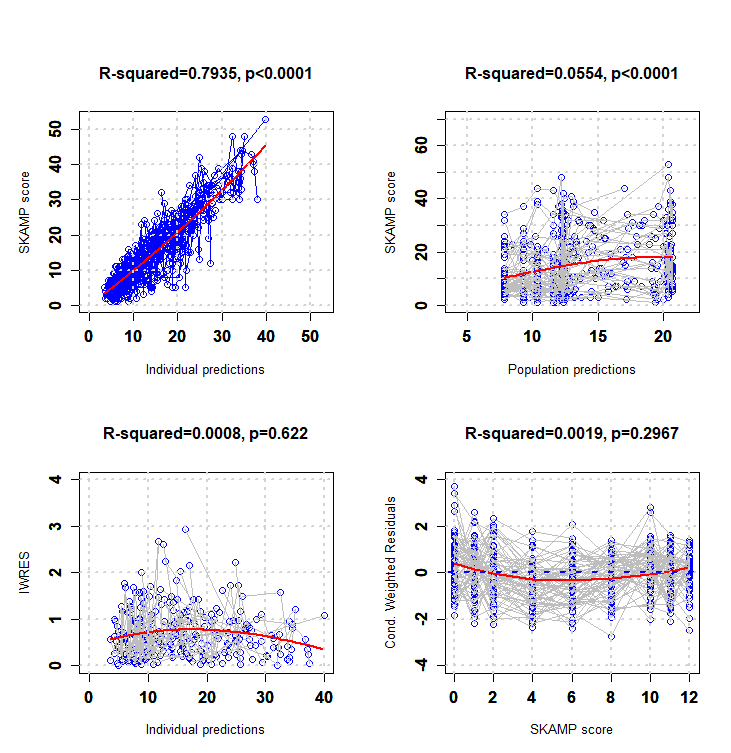 R-squared=0.7935, p<0.0001
SKAMP score
0 10 20 30 40 50
0 10 20 30 40 50
Individual predictions
R-squared=0.0554, p<0.0001
SKAMP score
0 20 40 60
5 10 15 20
Population predictions
R-squared=0.0008, p=0.622
IWRES
0 1 2 3 4
0 10 20 30 40
Individual predictions
R-squared=0.0019, p=0.2967
Cond. Weighted Residuals
-4 -2 0 2 4
0 2 4 6 8 10 12
SKAMP score